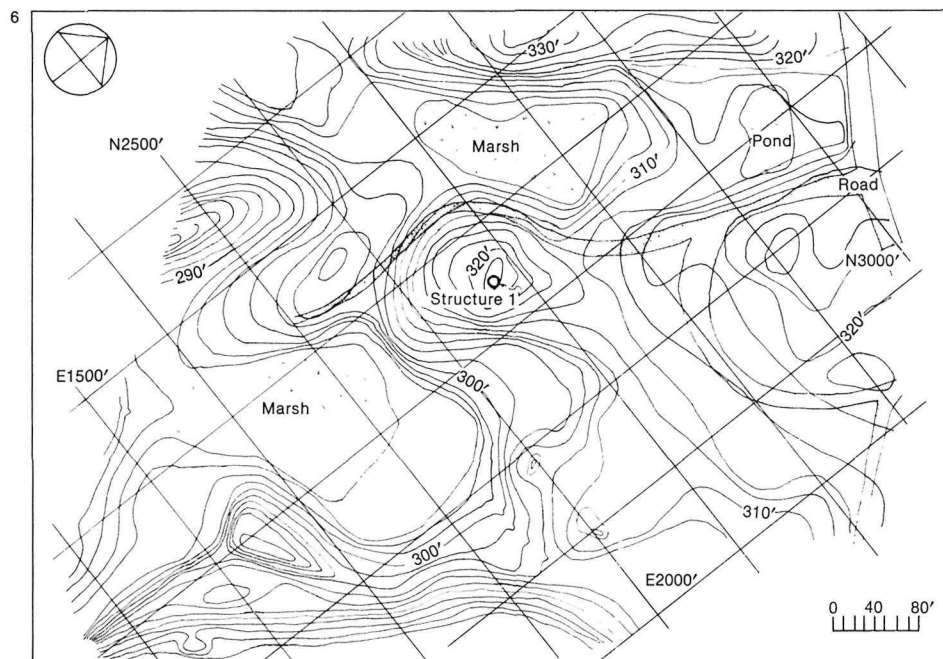 6
330'
320'
N2500'
Marsh
Pond
310'
Road
320'
290'
Structure 1
N3000'
320'
E1500'
300'
Marsh
310'
300'
E2000'
0 40 80'